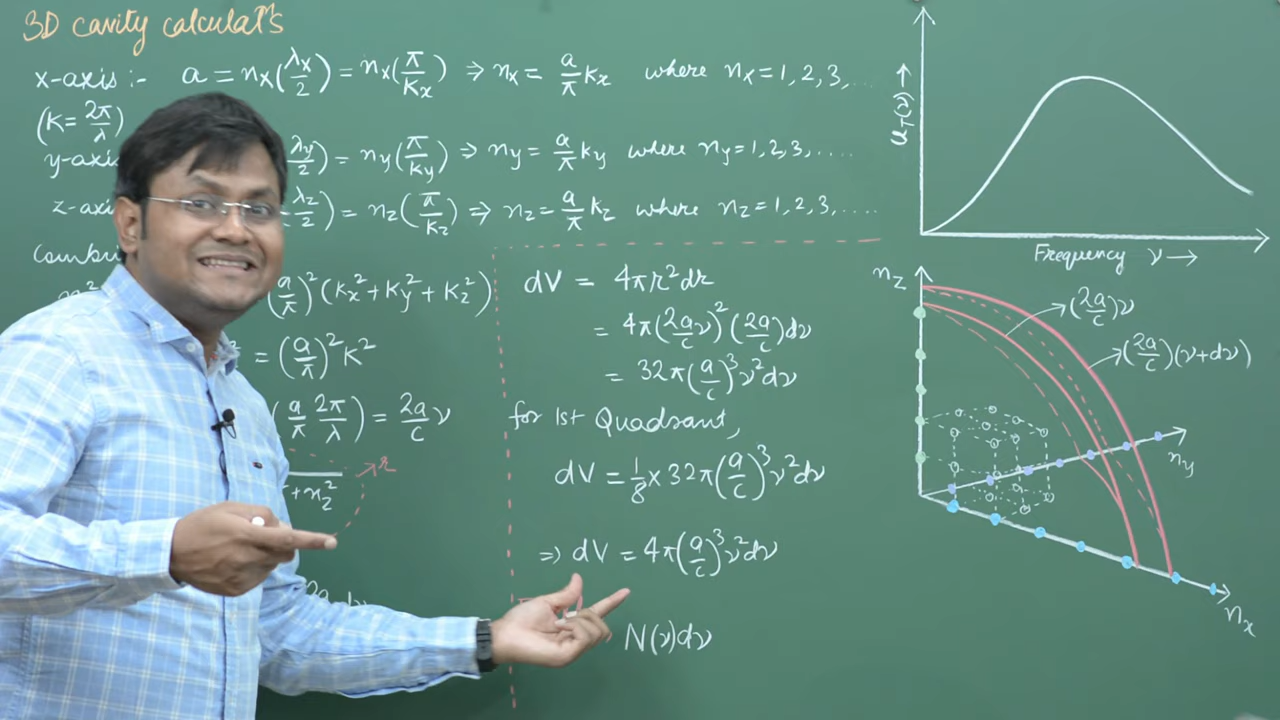 3D cavity calculatⁿs
x-axis :- a = nx(λx/2) = nx(π/Kx) ⇒ nx = a/π kx where nx = 1, 2, 3, ...
(K = 2π/λ)
y-axis λy/2) = ny(π/Ky) ⇒ ny = a/π ky where ny = 1, 2, 3, ....
z-axi λz/2) = nz(π/kz) ⇒ nz = a/π kz where nz = 1, 2, 3, ....
Combi
(a/π)²(Kx² + Ky² + Kz²)
= (a/π)² K²
(a/π 2π/λ) = 2a/c ν
+ nz²
r
dV = 4πr²dr
= 4π(2a/c ν)² (2a/c)dν
= 32π(a/c)³ν²dν
for 1st Quadrant,
dV = 1/8 × 32π(a/c)³ν²dν
⇒ dV = 4π(a/c)³ν²dν
N(ν)dν
uT(ν) →
Frequency ν →
nz
(2a/c)ν
(2a/c)(ν+dν)
ny
nx